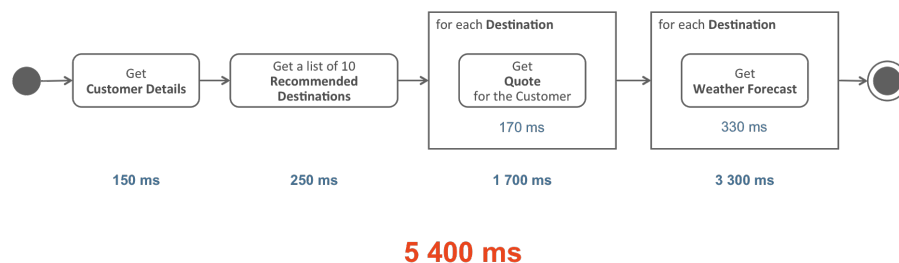 for each Destination
for each Destination
Get
Customer Details
Get a list of 10
Recommended
Destinations
Get
Quote
for the Customer
Get
Weather Forecast
170 ms
330 ms
150 ms
250 ms
1 700 ms
3 300 ms
5 400 ms